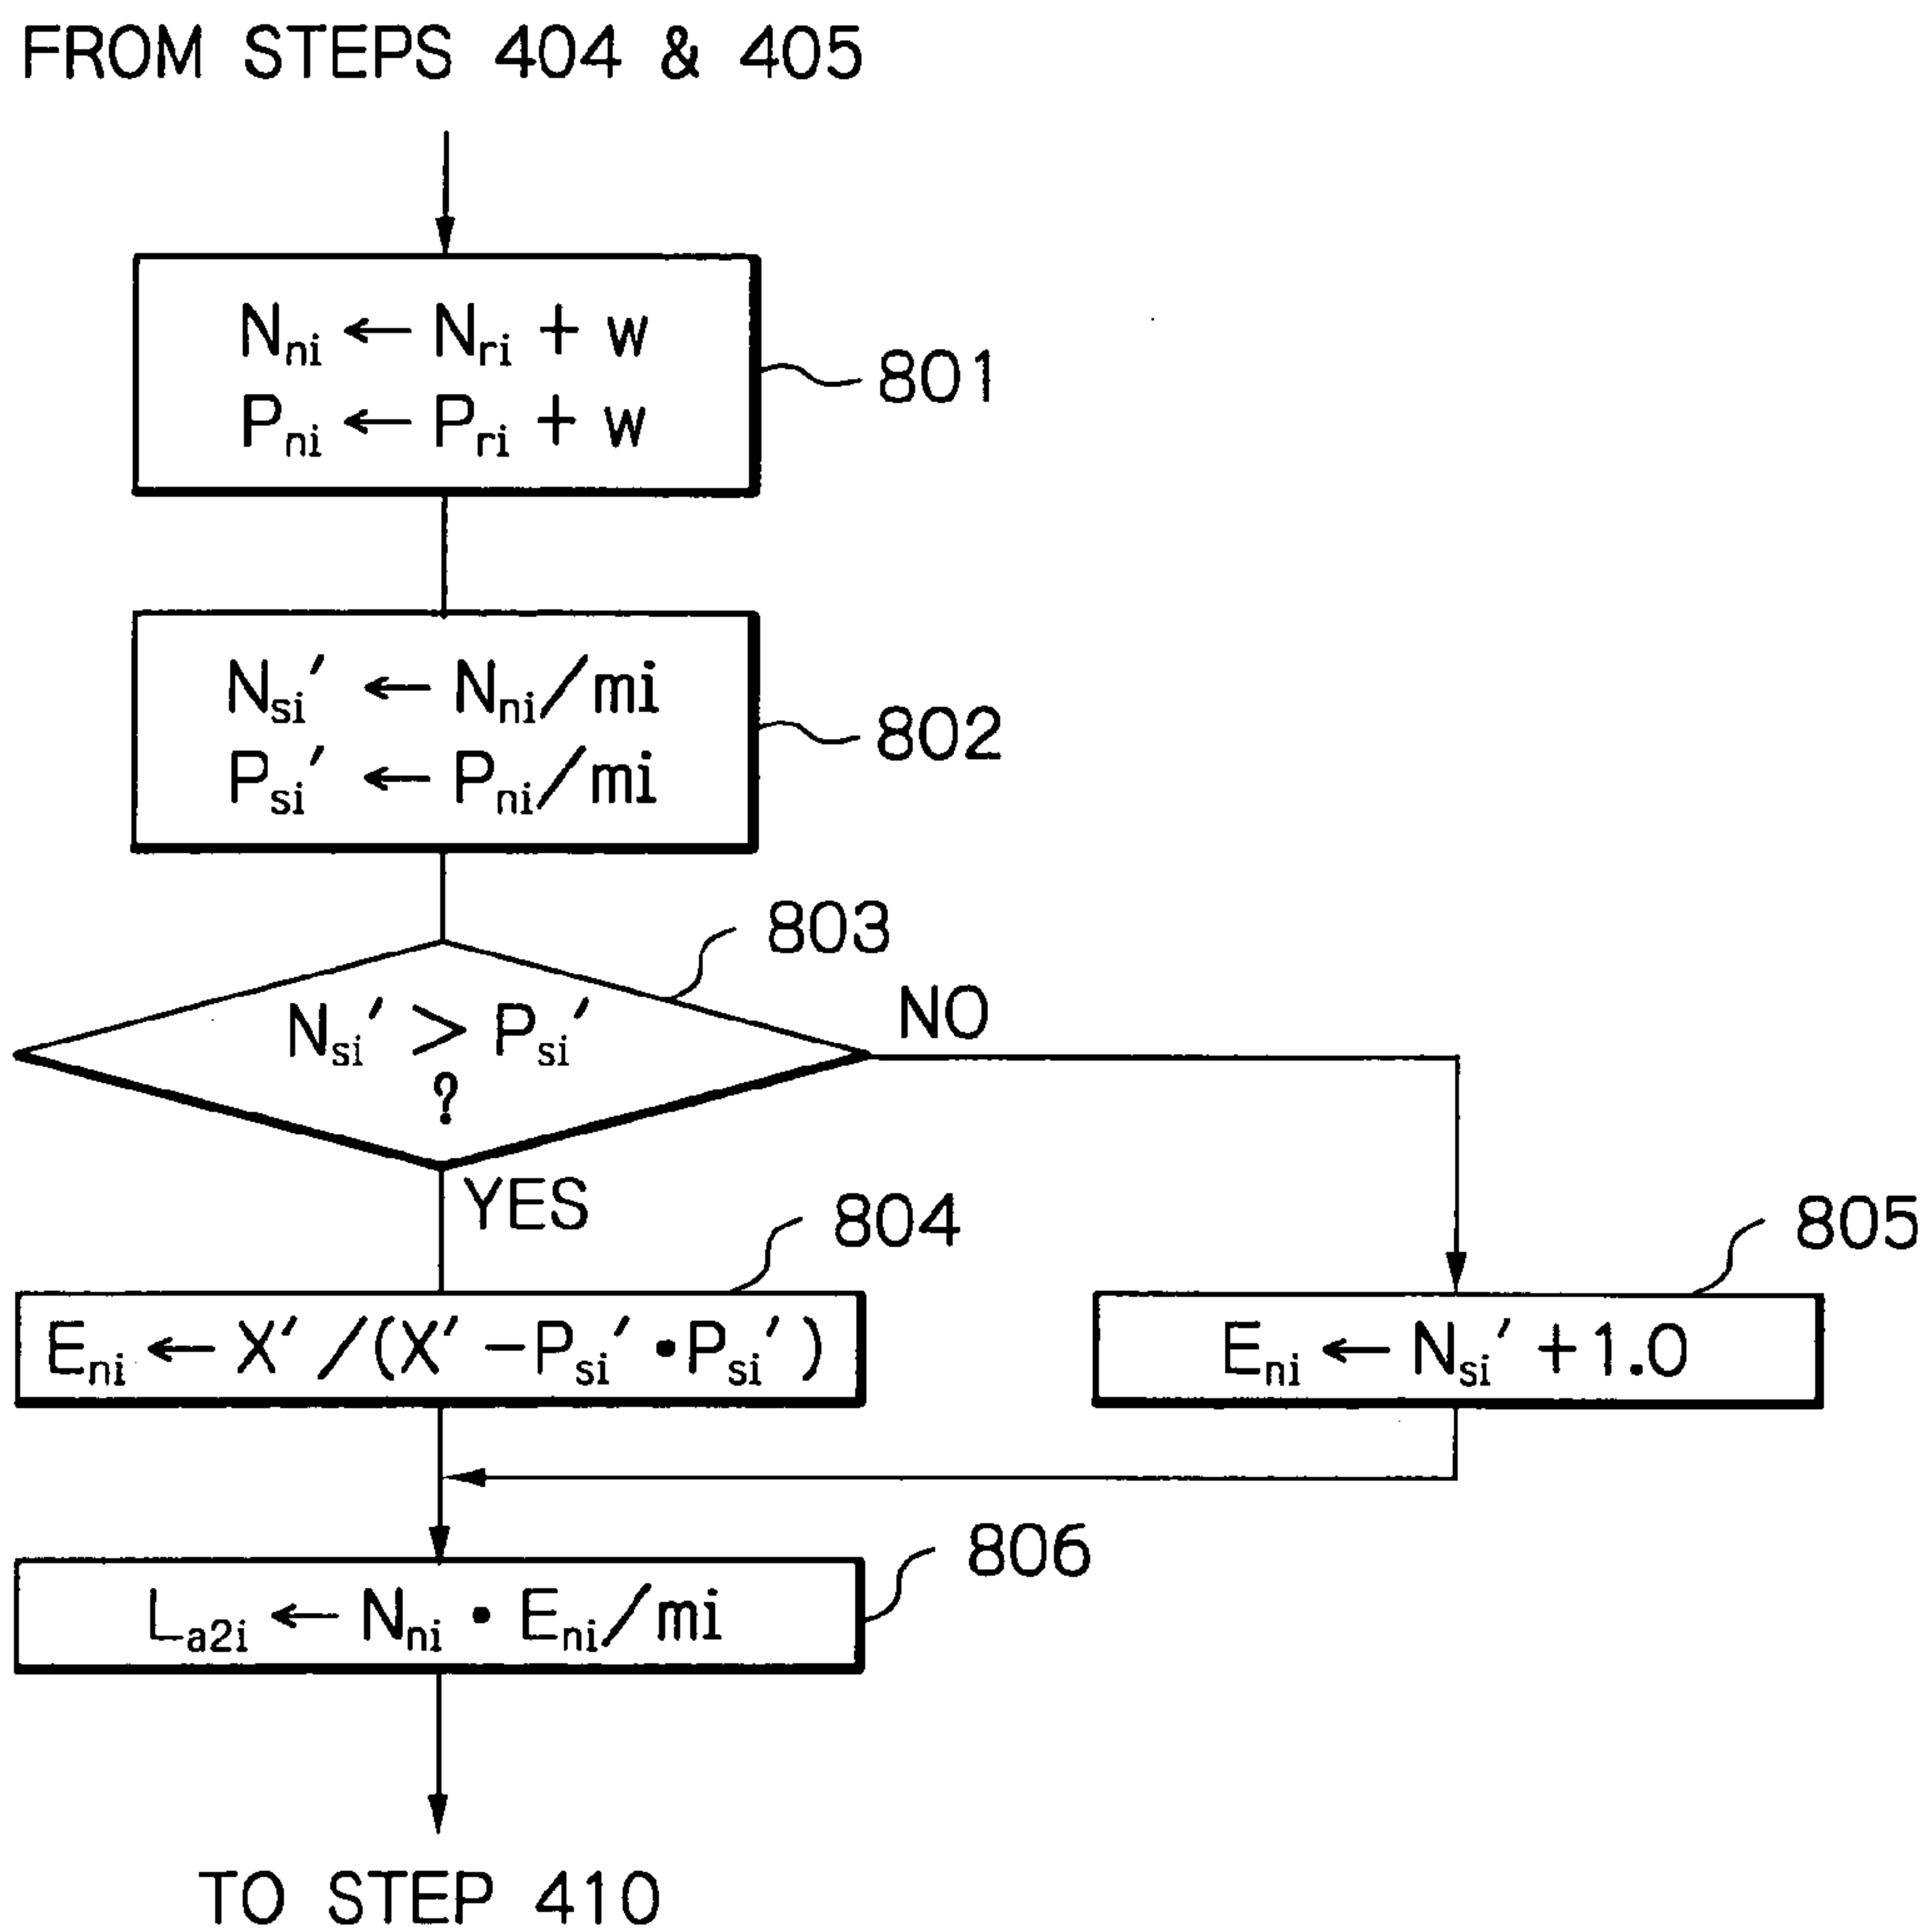 FROM STEPS 404 & 405
Nni ← Nri + w
Pni ← Pri + w
801
Nsi′ ← Nni/mi
Psi′ ← Pni/mi
802
803
Nsi′ > Psi′
?
NO
YES
804
Eni ← X′/(X′−Psi′•Psi′)
805
Eni ← Nsi′+1.0
806
La2i ← Nni • Eni/mi
TO STEP 410